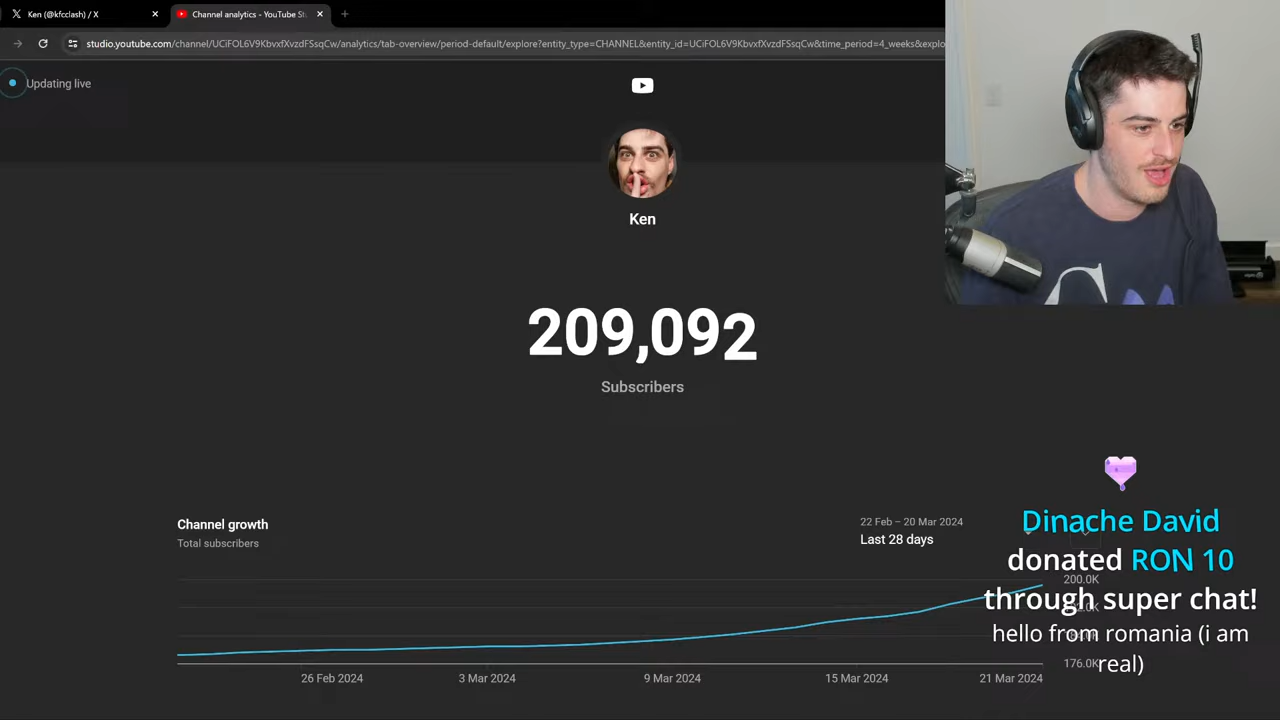 Ken (@kfcclash) / X
Channel analytics - YouTube St
studio.youtube.com/channel/UCiFOL6V9KbvxfXvzdFSsqCw/analytics/tab-overview/period-default/explore?entity_type=CHANNEL&entity_id=UCiFOL6V9KbvxfXvzdFSsqCw&time_period=4_weeks&explo
Updating live
Ken
209,092
Subscribers
Channel growth
Total subscribers
22 Feb – 20 Mar 2024
Last 28 days
200.0K
176.0K
26 Feb 2024
3 Mar 2024
9 Mar 2024
15 Mar 2024
21 Mar 2024
Dinache David
donated RON 10
through super chat!
hello from romania (i am
real)